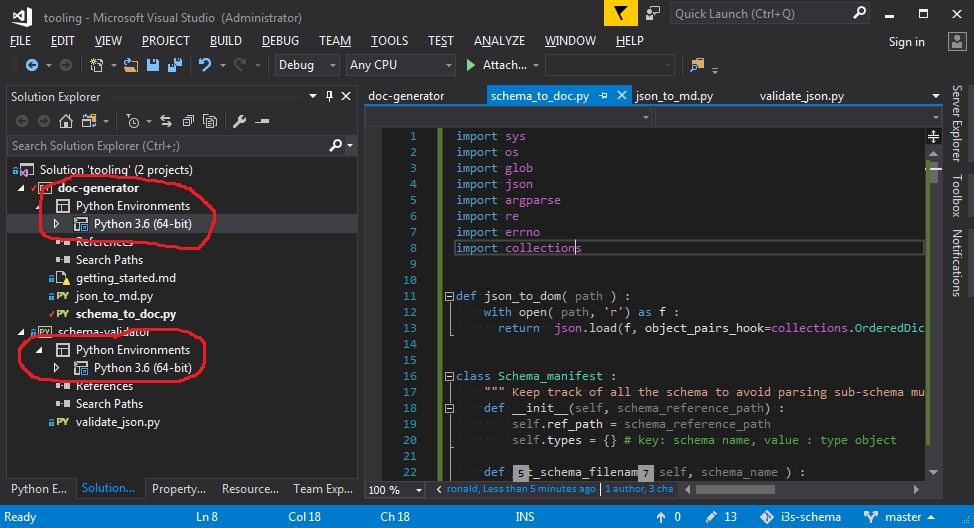 tooling - Microsoft Visual Studio (Administrator)
Quick Launch (Ctrl+Q)
FILE EDIT VIEW PROJECT BUILD DEBUG TEAM TOOLS TEST ANALYZE WINDOW HELP
Sign in
Debug Any CPU Attach...
Solution Explorer
Search Solution Explorer (Ctrl+;)
Solution 'tooling' (2 projects)
doc-generator
Python Environments
Python 3.6 (64-bit)
References
Search Paths
getting_started.md
PY json_to_md.py
PY schema_to_doc.py
PY schema-validator
Python Environments
Python 3.6 (64-bit)
References
Search Paths
PY validate_json.py
Python E... Solution... Property... Resource... Team Exp...
doc-generator schema_to_doc.py json_to_md.py validate_json.py
1 import sys
2 import os
3 import glob
4 import json
5 import argparse
6 import re
7 import errno
8 import collections
9
10
11 def json_to_dom( path ) :
12 with open( path, 'r') as f :
13 return json.load(f, object_pairs_hook=collections.OrderedDic
14
15
16 class Schema_manifest :
17 """ Keep track of all the schema to avoid parsing sub-schema mu
18 def __init__(self, schema_reference_path) :
19 self.ref_path = schema_reference_path
20 self.types = {} # key: schema name, value : type object
21
22 def 5 t_schema_filenam 7 self, schema_name ) :
100 % ronald, Less than 5 minutes ago | 1 author, 3 cha
Server Explorer
Toolbox
Notifications
Ready Ln 8 Col 18 Ch 18 INS 0 13 i3s-schema master